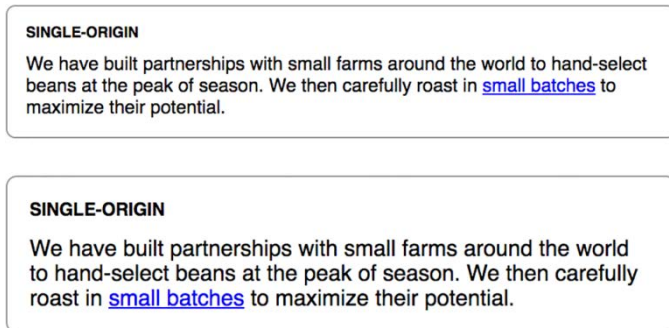 SINGLE-ORIGIN
We have built partnerships with small farms around the world to hand-select
beans at the peak of season. We then carefully roast in small batches to
maximize their potential.
SINGLE-ORIGIN
We have built partnerships with small farms around the world
to hand-select beans at the peak of season. We then carefully
roast in small batches to maximize their potential.